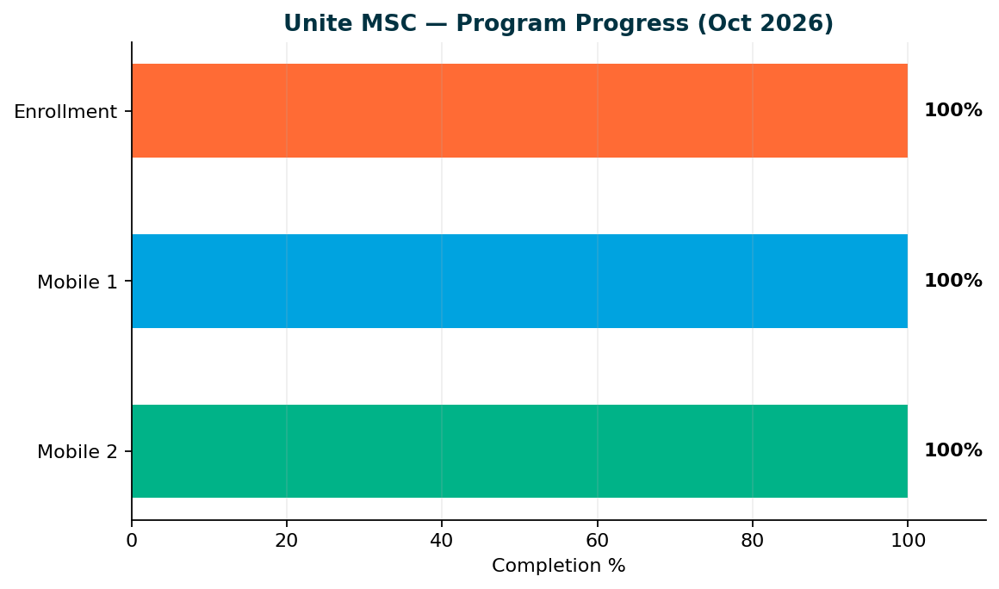 Unite MSC — Program Progress (Oct 2026)
Enrollment
100%
Mobile 1
100%
Mobile 2
100%
0 20 40 60 80 100
Completion %